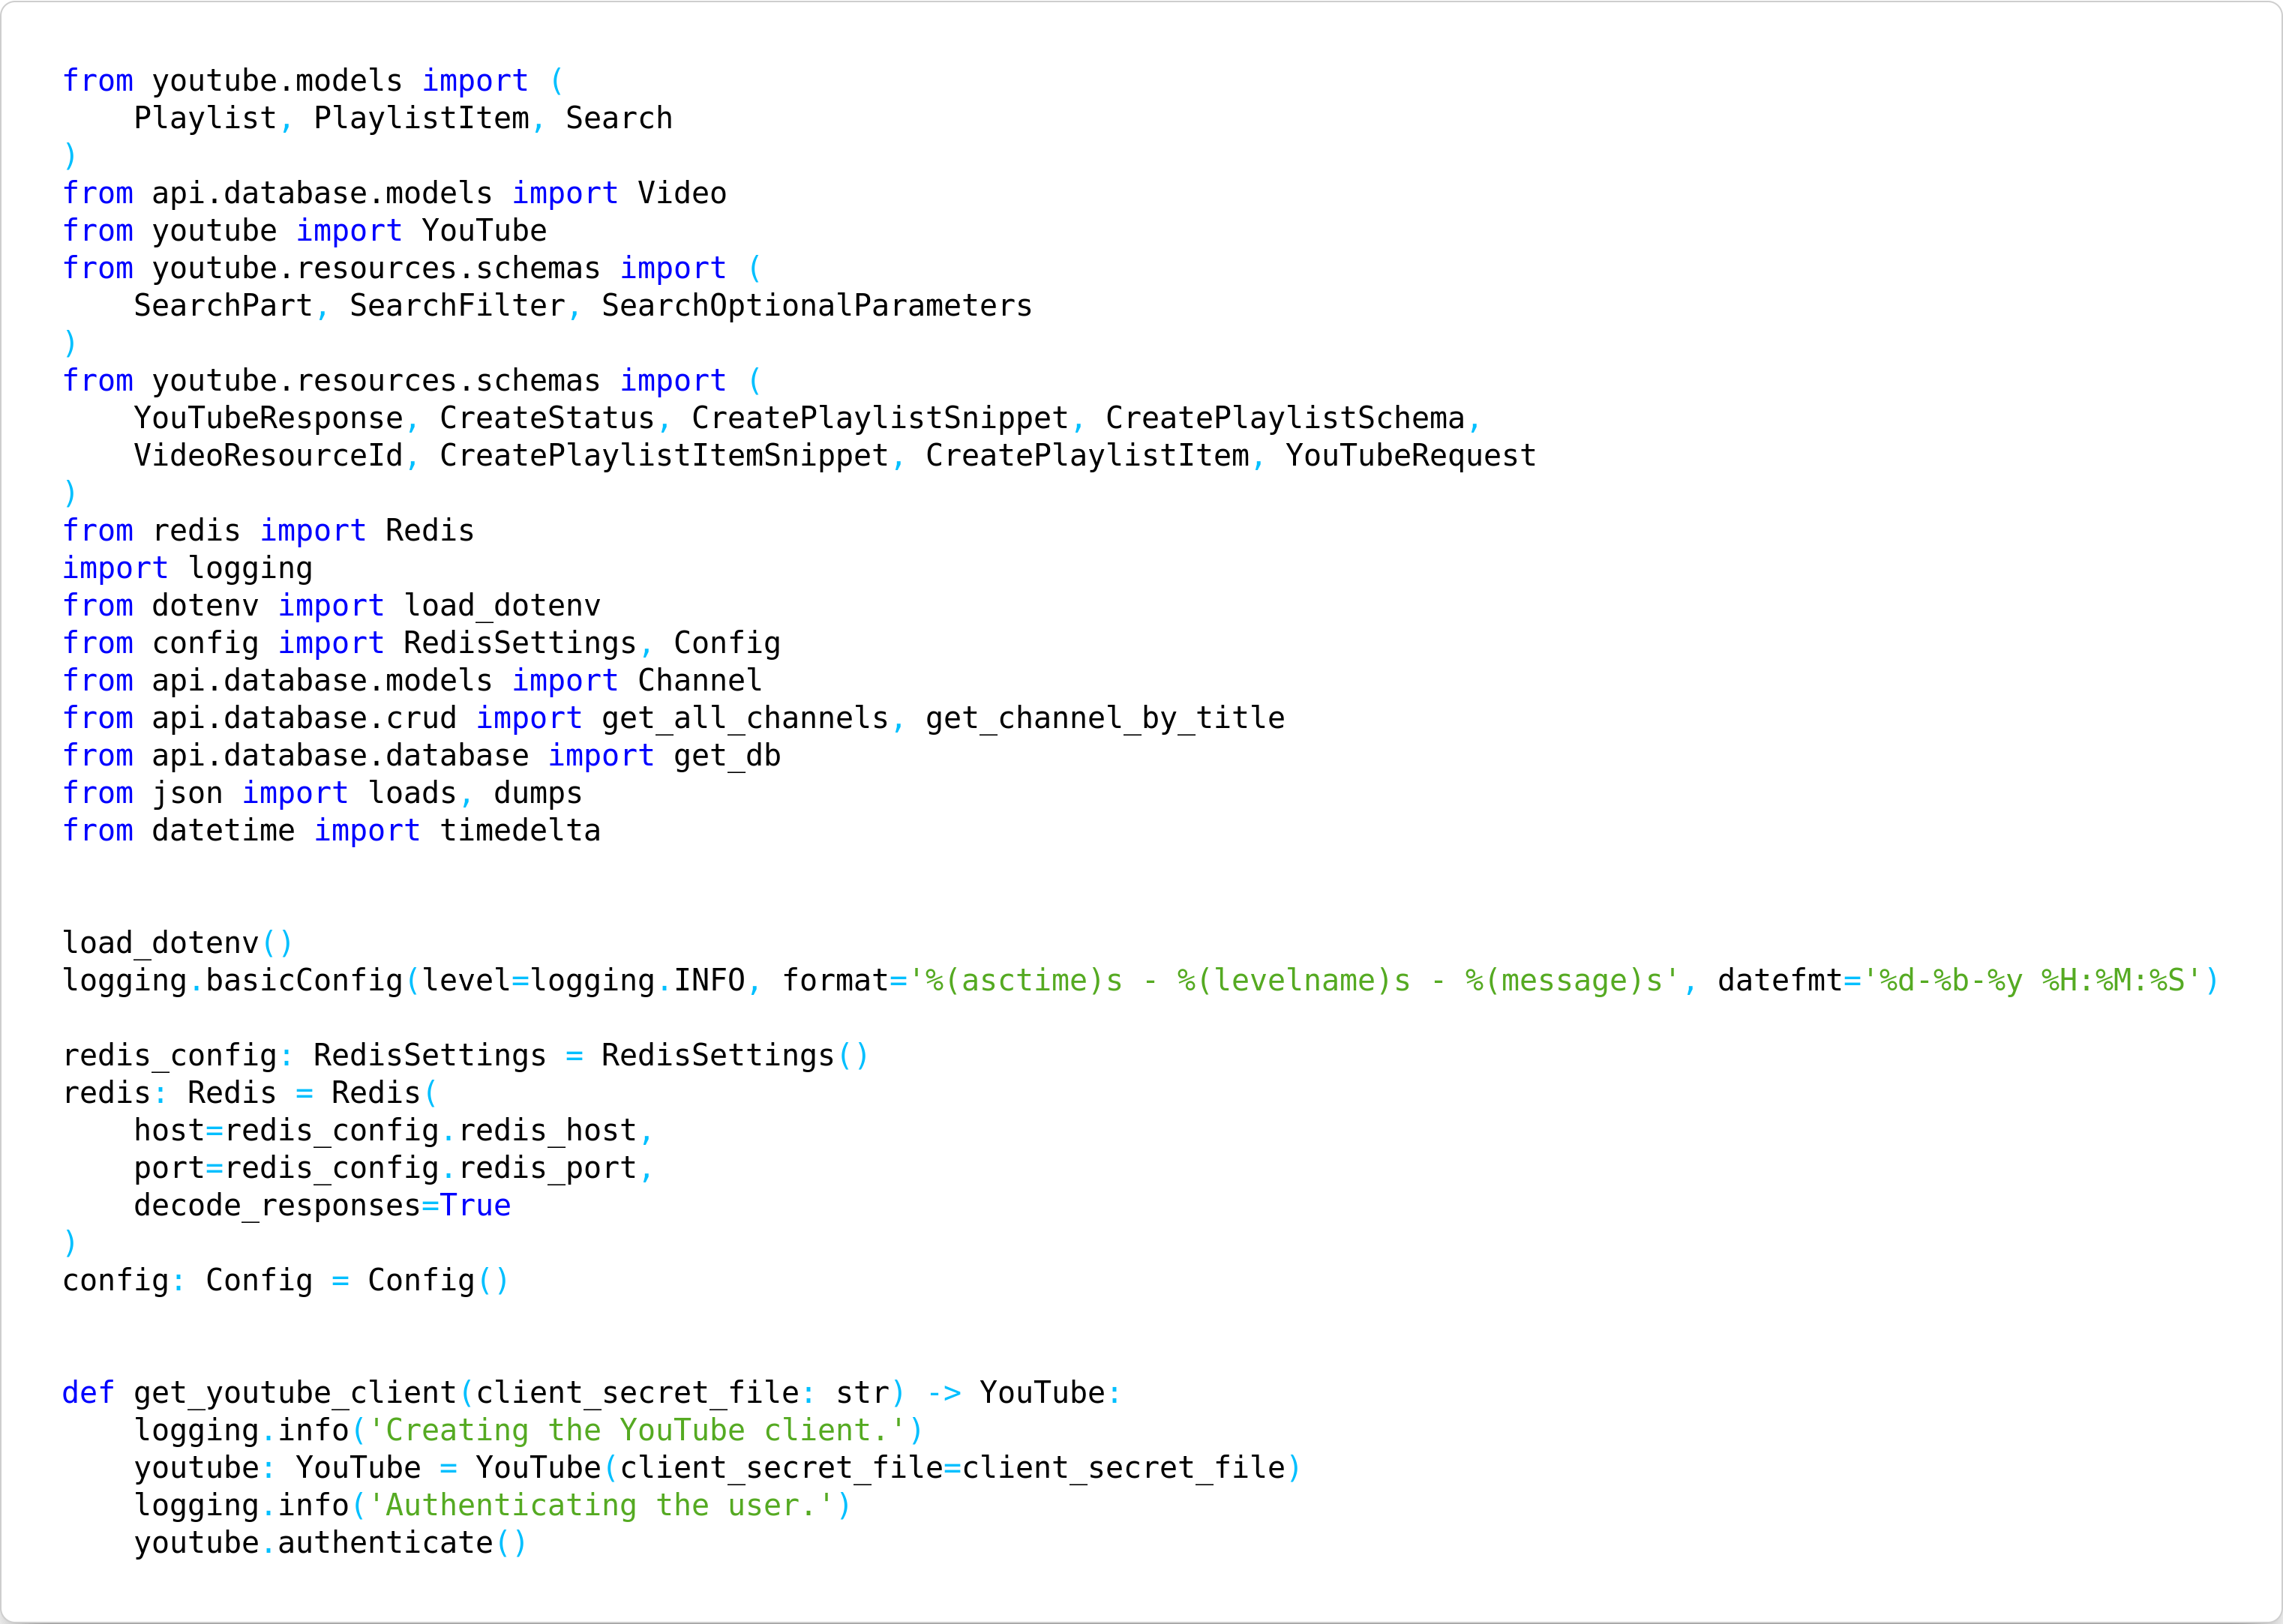 from youtube.models import (
    Playlist, PlaylistItem, Search
)
from api.database.models import Video
from youtube import YouTube
from youtube.resources.schemas import (
    SearchPart, SearchFilter, SearchOptionalParameters
)
from youtube.resources.schemas import (
    YouTubeResponse, CreateStatus, CreatePlaylistSnippet, CreatePlaylistSchema,
    VideoResourceId, CreatePlaylistItemSnippet, CreatePlaylistItem, YouTubeRequest
)
from redis import Redis
import logging
from dotenv import load_dotenv
from config import RedisSettings, Config
from api.database.models import Channel
from api.database.crud import get_all_channels, get_channel_by_title
from api.database.database import get_db
from json import loads, dumps
from datetime import timedelta


load_dotenv()
logging.basicConfig(level=logging.INFO, format='%(asctime)s - %(levelname)s - %(message)s', datefmt='%d-%b-%y %H:%M:%S')

redis_config: RedisSettings = RedisSettings()
redis: Redis = Redis(
    host=redis_config.redis_host,
    port=redis_config.redis_port,
    decode_responses=True
)
config: Config = Config()


def get_youtube_client(client_secret_file: str) -> YouTube:
    logging.info('Creating the YouTube client.')
    youtube: YouTube = YouTube(client_secret_file=client_secret_file)
    logging.info('Authenticating the user.')
    youtube.authenticate()